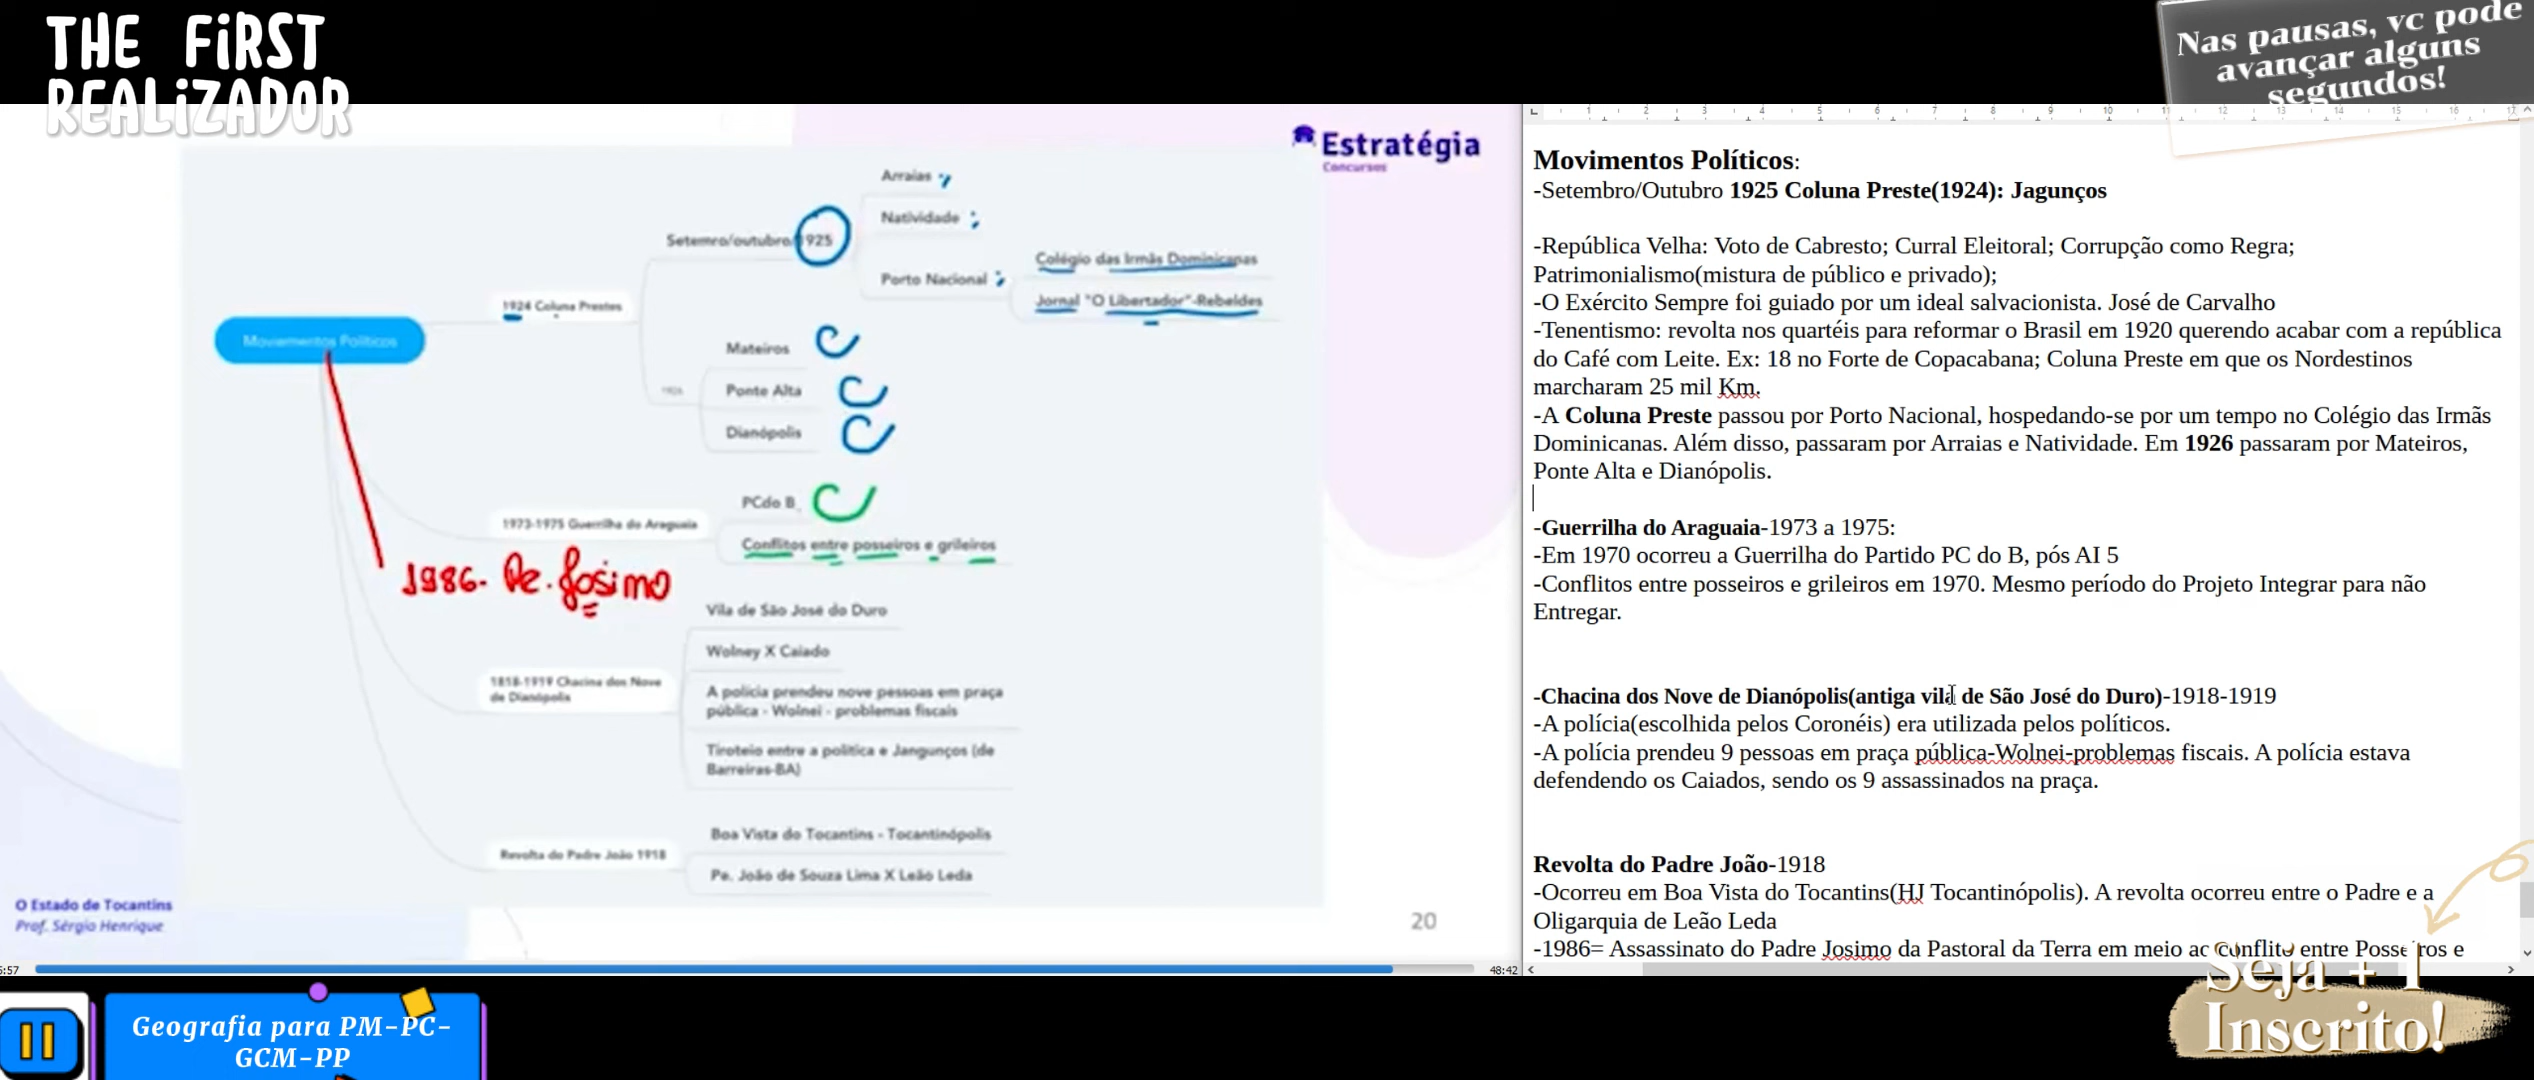 THE FiRST
REALiZADOR
Nas pausas, vc pode
avançar alguns
segundos!
Estratégia
Concursos
Arraias
Natividade
Setemro/outubro/1925
Colégio das Irmãs Dominicanas
Porto Nacional
Jornal "O Libertador"-Rebeldes
1924 Coluna Prestes
Moviementos Políticos
Mateiros
1926
Ponte Alta
Dianópolis
PCdo B
1973-1975 Guerrilha do Araguaia
Conflitos entre posseiros e grileiros
1986. Pe. Josimo
Vila de São José do Duro
Wolney X Caiado
1818-1919 Chacina dos Nove
de Dianópolis
A polícia prendeu nove pessoas em praça
pública - Wolnei - problemas fiscais
Tiroteio entre a política e Jangunços (de
Barreiras-BA)
Boa Vista do Tocantins - Tocantinópolis
Revolta do Padre João 1918
Pe. João de Souza Lima X Leão Leda
O Estado de Tocantins
Prof. Sérgio Henrique
20
48:42
Movimentos Políticos:
-Setembro/Outubro 1925 Coluna Preste(1924): Jagunços
-República Velha: Voto de Cabresto; Curral Eleitoral; Corrupção como Regra;
Patrimonialismo(mistura de público e privado);
-O Exército Sempre foi guiado por um ideal salvacionista. José de Carvalho
-Tenentismo: revolta nos quartéis para reformar o Brasil em 1920 querendo acabar com a república
do Café com Leite. Ex: 18 no Forte de Copacabana; Coluna Preste em que os Nordestinos
marcharam 25 mil Km.
-A Coluna Preste passou por Porto Nacional, hospedando-se por um tempo no Colégio das Irmãs
Dominicanas. Além disso, passaram por Arraias e Natividade. Em 1926 passaram por Mateiros,
Ponte Alta e Dianópolis.
-Guerrilha do Araguaia-1973 a 1975:
-Em 1970 ocorreu a Guerrilha do Partido PC do B, pós AI 5
-Conflitos entre posseiros e grileiros em 1970. Mesmo período do Projeto Integrar para não
Entregar.
-Chacina dos Nove de Dianópolis(antiga vila de São José do Duro)-1918-1919
-A polícia(escolhida pelos Coronéis) era utilizada pelos políticos.
-A polícia prendeu 9 pessoas em praça pública-Wolnei-problemas fiscais. A polícia estava
defendendo os Caiados, sendo os 9 assassinados na praça.
Revolta do Padre João-1918
-Ocorreu em Boa Vista do Tocantins(HJ Tocantinópolis). A revolta ocorreu entre o Padre e a
Oligarquia de Leão Leda
-1986= Assassinato do Padre Josimo da Pastoral da Terra em meio ao conflito entre Posseiros e
Seja + 1
Inscrito!
Geografia para PM-PC-
GCM-PP